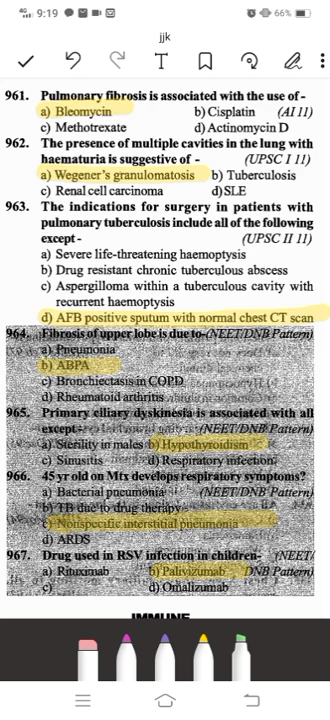 4G 9:19 66%
jjk
T
961. Pulmonary fibrosis is associated with the use of -
a) Bleomycin b) Cisplatin (AI 11)
c) Methotrexate d) Actinomycin D
962. The presence of multiple cavities in the lung with
haematuria is suggestive of - (UPSC I 11)
a) Wegener's granulomatosis b) Tuberculosis
c) Renal cell carcinoma d) SLE
963. The indications for surgery in patients with
pulmonary tuberculosis include all of the following
except - (UPSC II 11)
a) Severe life-threatening haemoptysis
b) Drug resistant chronic tuberculous abscess
c) Aspergilloma within a tuberculous cavity with
recurrent haemoptysis
d) AFB positive sputum with normal chest CT scan
964. Fibrosis of upper lobe is due to- (NEET/DNB Pattern)
a) Pneumonia
b) ABPA
c) Bronchiectasis in COPD
d) Rheumatoid arthritis
965. Primary ciliary dyskinesia is associated with all
except- (NEET/DNB Pattern)
a) Sterility in males b) Hypothyroidism
c) Sinusitis d) Respiratory infection
966. 45 yr old on Mtx develops respiratory symptoms?
a) Bacterial pneumonia (NEET/DNB Pattern)
b) TB due to drug therapy
c) Nonspecific interstitial pneumonia
d) ARDS
967. Drug used in RSV infection in children- (NEET/
a) Rituximab b) Palivizumab DNB Pattern)
c) d) Omalizumab
IMMUNE